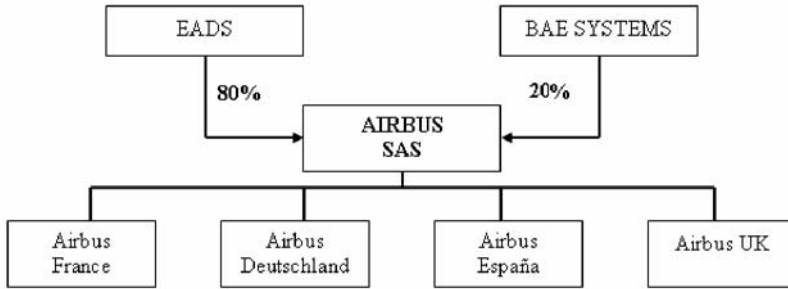 EADS
BAE SYSTEMS
80%
20%
AIRBUS
SAS
Airbus
France
Airbus
Deutschland
Airbus
España
Airbus UK